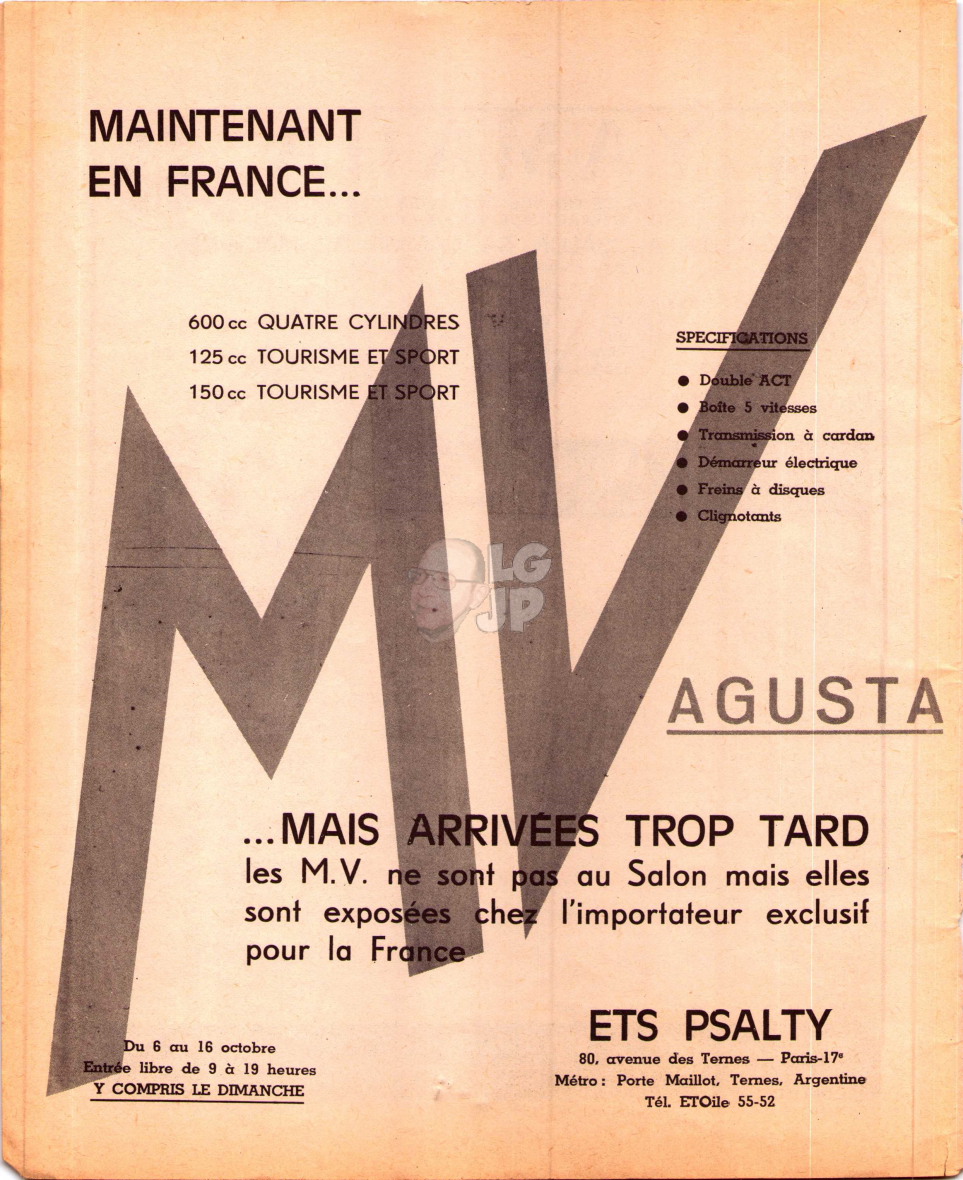 MAINTENANT
EN FRANCE...
600 cc QUATRE CYLINDRES
125 cc TOURISME ET SPORT
150 cc TOURISME ET SPORT
SPECIFICATIONS
● Double ACT
● Boîte 5 vitesses
● Transmission à cardan
● Démarreur électrique
● Freins à disques
● Clignotants
MV
LG
JP
AGUSTA
...MAIS ARRIVÉES TROP TARD
les M.V. ne sont pas au Salon mais elles
sont exposées chez l'importateur exclusif
pour la France
Du 6 au 16 octobre
Entrée libre de 9 à 19 heures
Y COMPRIS LE DIMANCHE
ETS PSALTY
80, avenue des Ternes — Paris-17ᵉ
Métro : Porte Maillot, Ternes, Argentine
Tél. ETOile 55-52